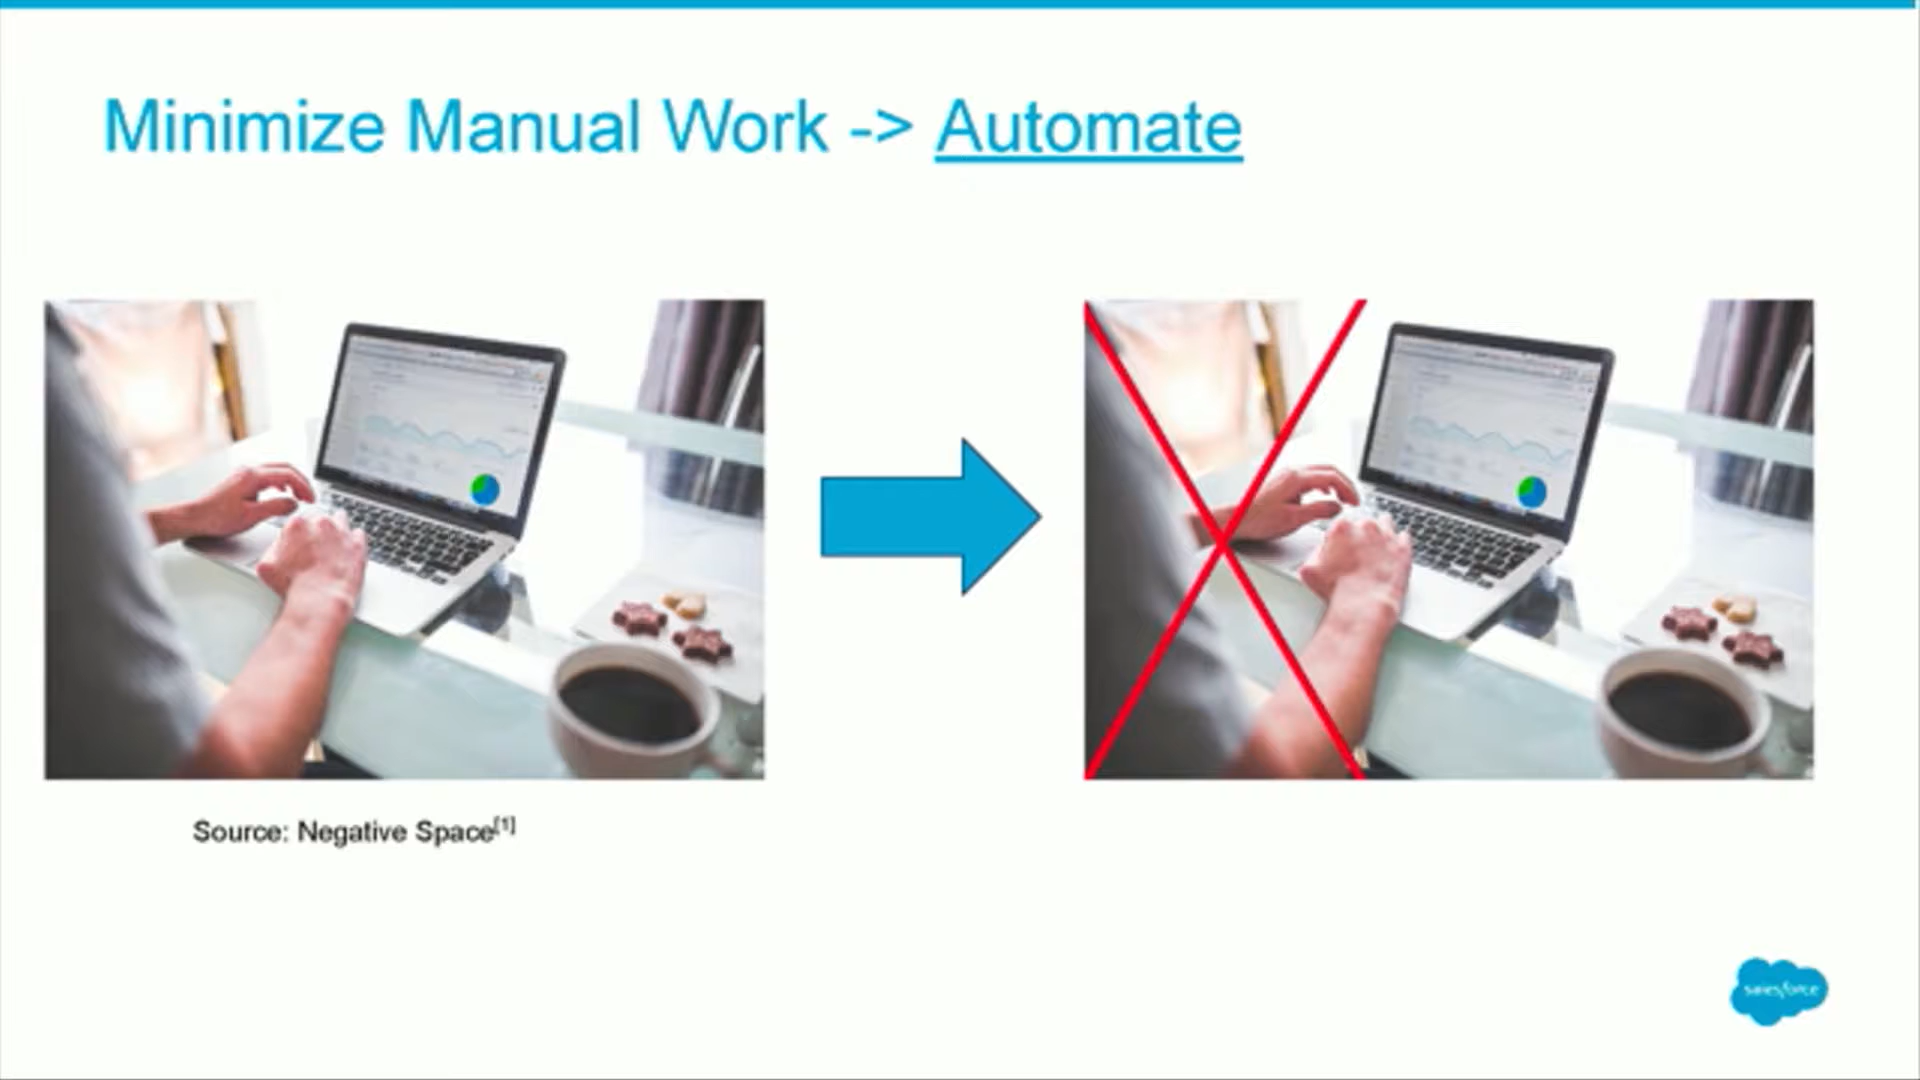 Minimize Manual Work -> Automate
Source: Negative Space[1]
salesforce